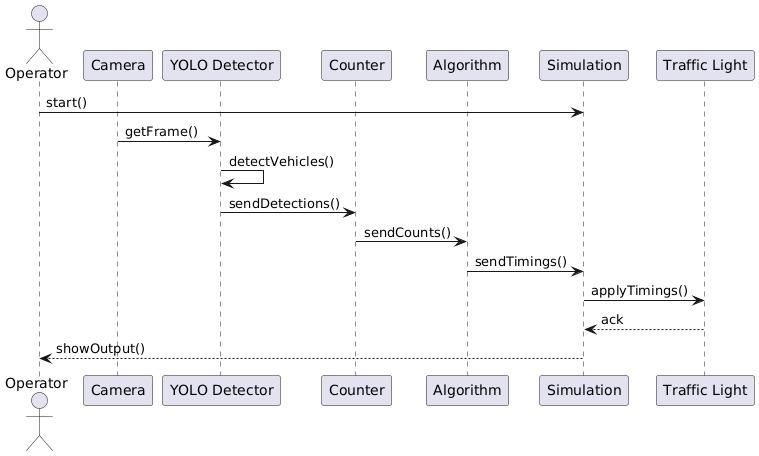 Operator
Camera
YOLO Detector
Counter
Algorithm
Simulation
Traffic Light
start()
getFrame()
detectVehicles()
sendDetections()
sendCounts()
sendTimings()
applyTimings()
ack
showOutput()
Operator
Camera
YOLO Detector
Counter
Algorithm
Simulation
Traffic Light